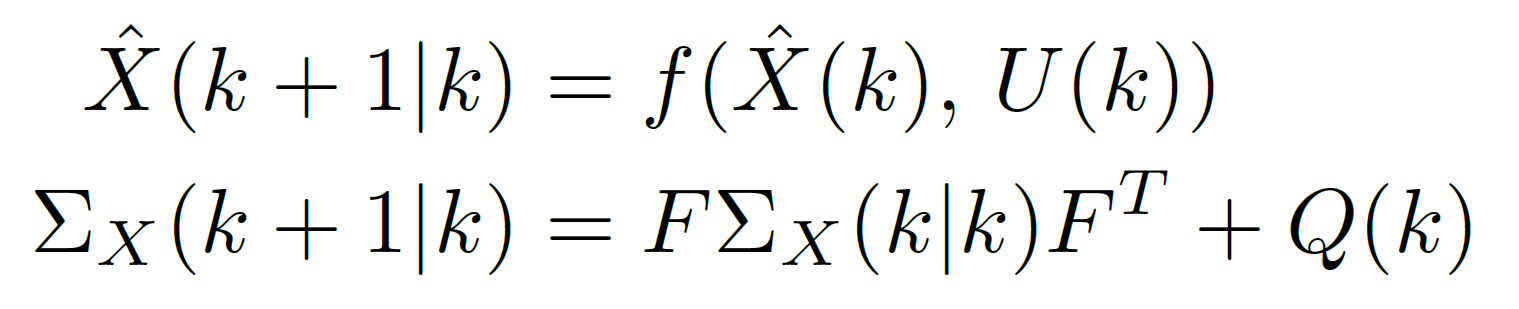 X̂(k + 1|k) = f(X̂(k), U(k))
Σ_X(k + 1|k) = FΣ_X(k|k)F^T + Q(k)